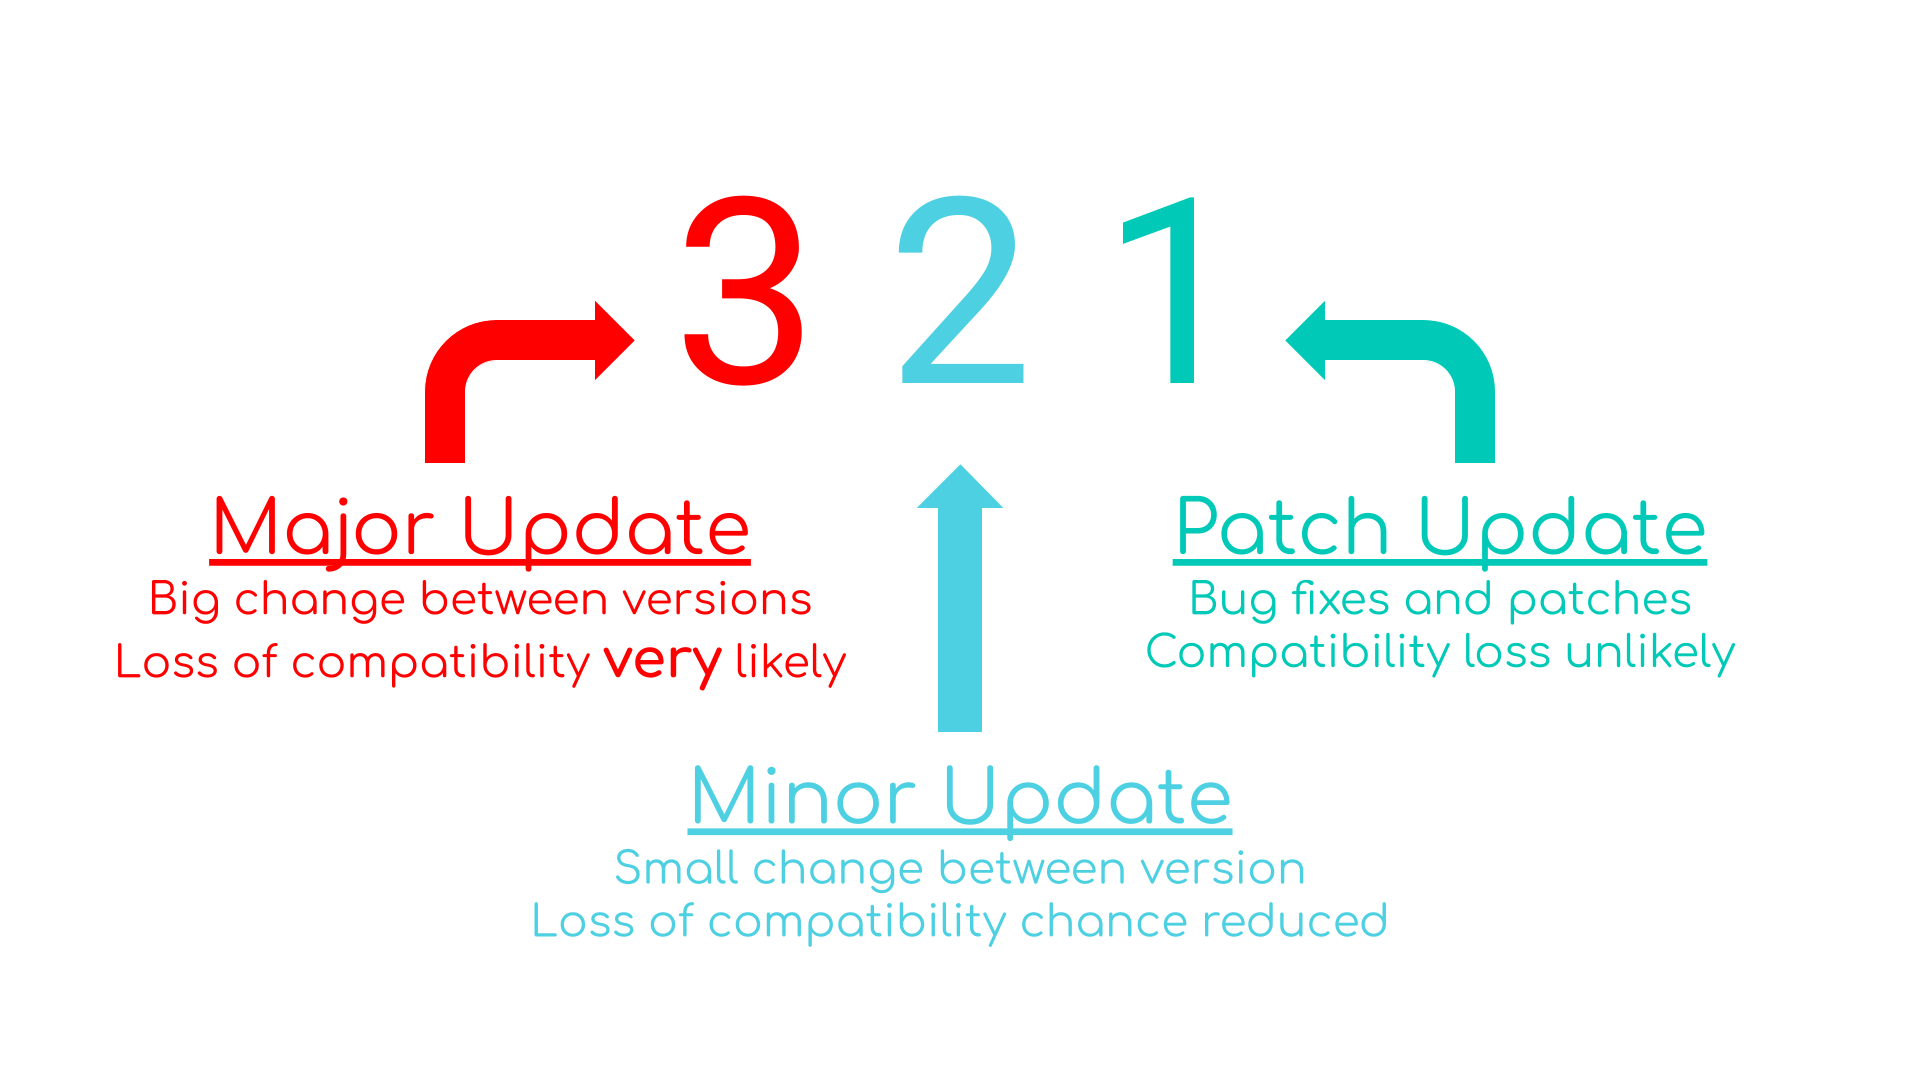 3 2 1
Major Update
Big change between versions
Loss of compatibility very likely
Patch Update
Bug fixes and patches
Compatibility loss unlikely
Minor Update
Small change between version
Loss of compatibility chance reduced